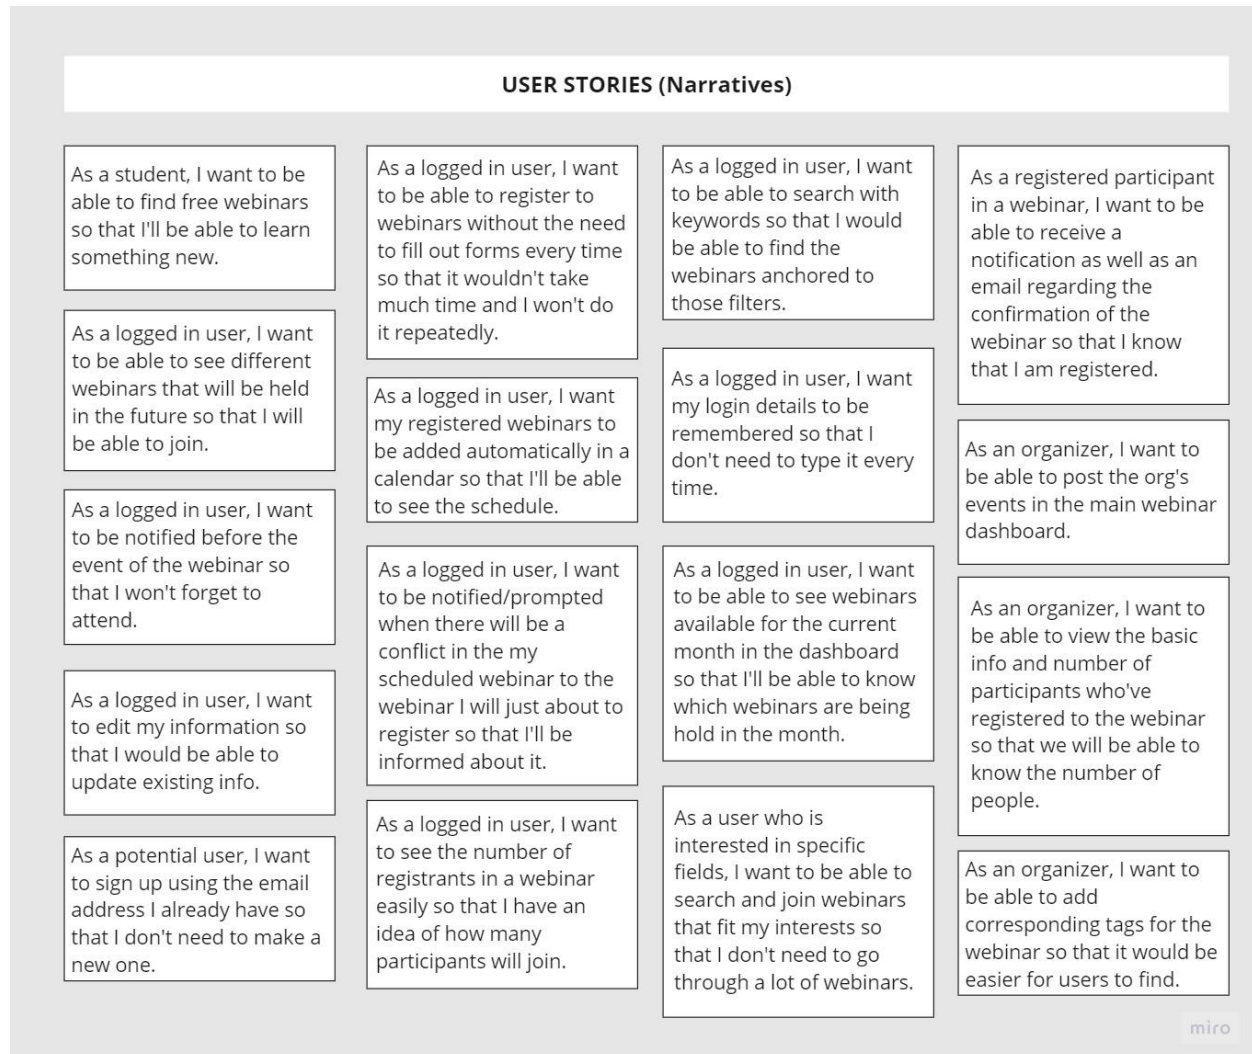 USER STORIES (Narratives)
As a student, I want to be
able to find free webinars
so that I'll be able to learn
something new.
As a logged in user, I want
to be able to see different
webinars that will be held
in the future so that I will
be able to join.
As a logged in user, I want
to be notified before the
event of the webinar so
that I won't forget to
attend.
As a logged in user, I want
to edit my information so
that I would be able to
update existing info.
As a potential user, I want
to sign up using the email
address I already have so
that I don't need to make a
new one.
As a logged in user, I want
to be able to register to
webinars without the need
to fill out forms every time
so that it wouldn't take
much time and I won't do
it repeatedly.
As a logged in user, I want
my registered webinars to
be added automatically in a
calendar so that I'll be able
to see the schedule.
As a logged in user, I want
to be notified/prompted
when there will be a
conflict in the my
scheduled webinar to the
webinar I will just about to
register so that I'll be
informed about it.
As a logged in user, I want
to see the number of
registrants in a webinar
easily so that I have an
idea of how many
participants will join.
As a logged in user, I want
to be able to search with
keywords so that I would
be able to find the
webinars anchored to
those filters.
As a logged in user, I want
my login details to be
remembered so that I
don't need to type it every
time.
As a logged in user, I want
to be able to see webinars
available for the current
month in the dashboard
so that I'll be able to know
which webinars are being
hold in the month.
As a user who is
interested in specific
fields, I want to be able to
search and join webinars
that fit my interests so
that I don't need to go
through a lot of webinars.
As a registered participant
in a webinar, I want to be
able to receive a
notification as well as an
email regarding the
confirmation of the
webinar so that I know
that I am registered.
As an organizer, I want to
be able to post the org's
events in the main webinar
dashboard.
As an organizer, I want to
be able to view the basic
info and number of
participants who've
registered to the webinar
so that we will be able to
know the number of
people.
As an organizer, I want to
be able to add
corresponding tags for the
webinar so that it would be
easier for users to find.
miro